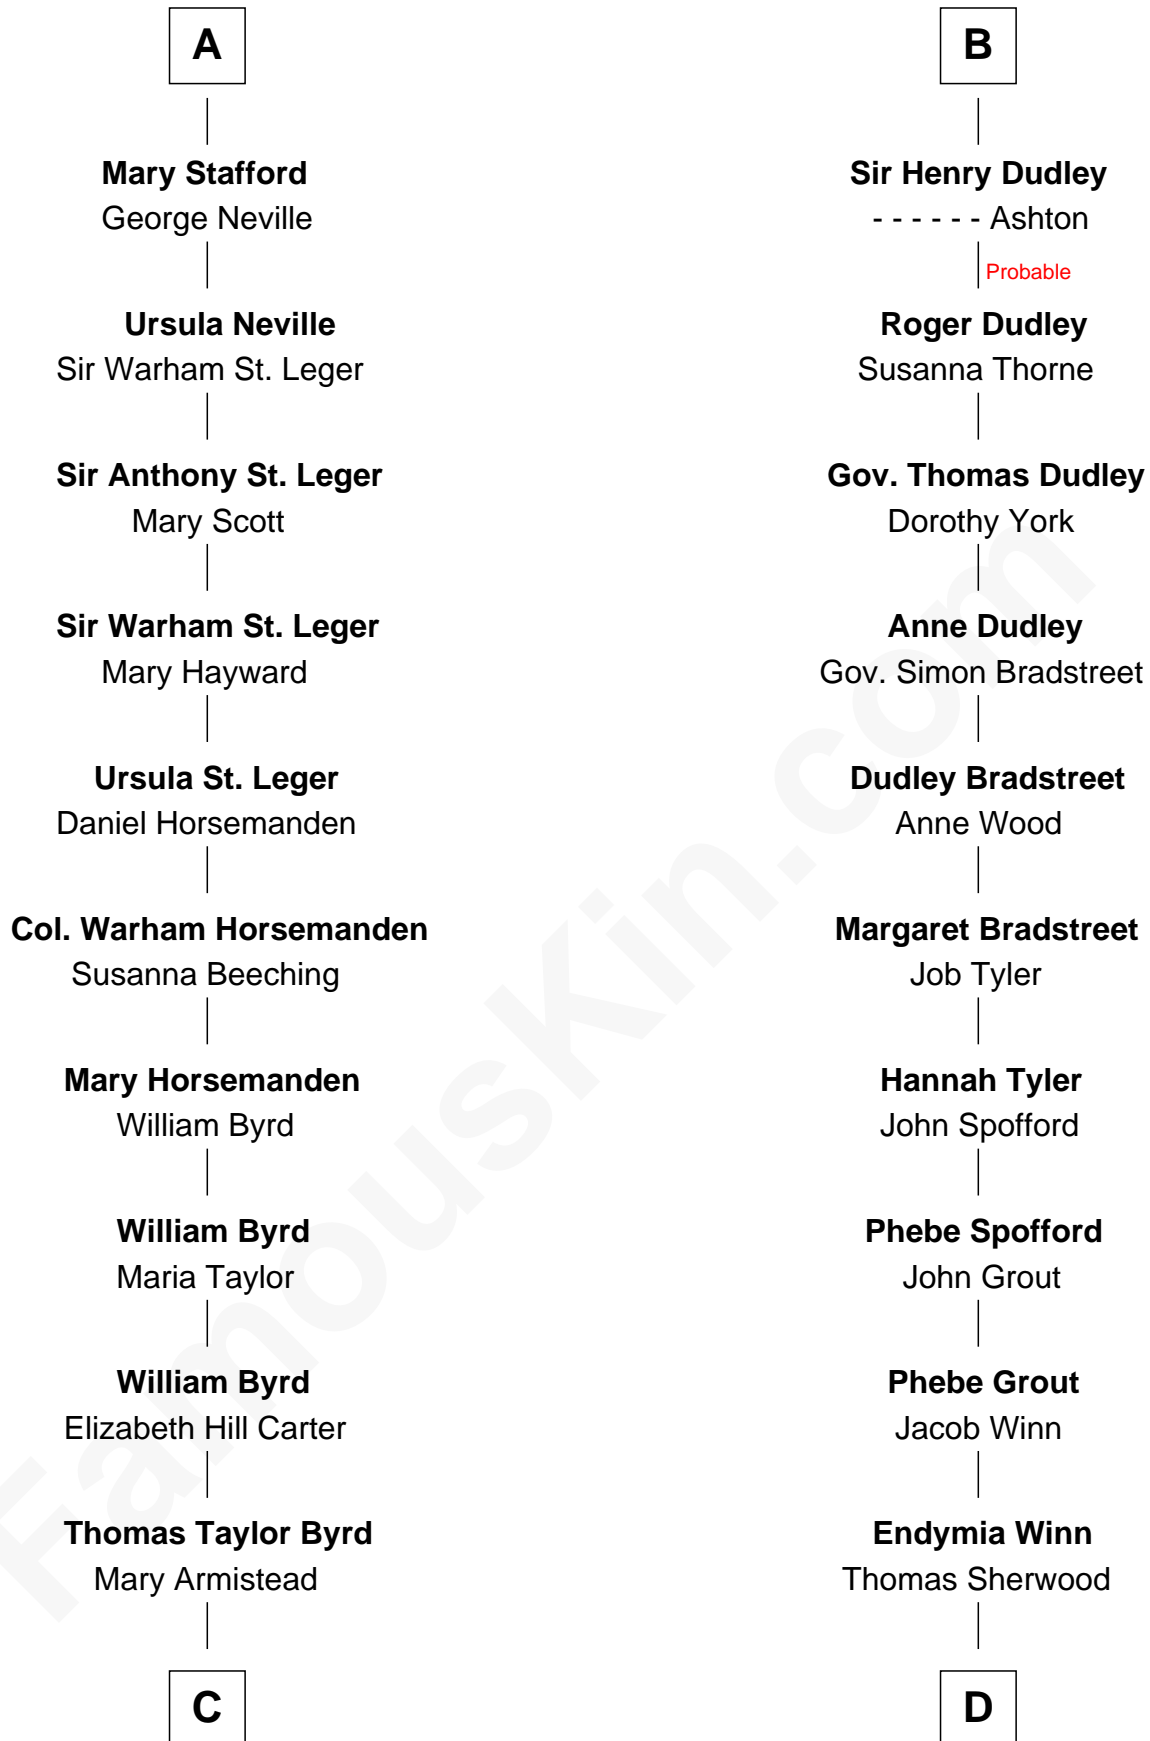 A
Mary Stafford
George Neville
Ursula Neville
Sir Warham St. Leger
Sir Anthony St. Leger
Mary Scott
Sir Warham St. Leger
Mary Hayward
Ursula St. Leger
Daniel Horsemanden
Col. Warham Horsemanden
Susanna Beeching
Mary Horsemanden
William Byrd
William Byrd
Maria Taylor
William Byrd
Elizabeth Hill Carter
Thomas Taylor Byrd
Mary Armistead
C
B
Sir Henry Dudley
- - - - - - Ashton
Probable
Roger Dudley
Susanna Thorne
Gov. Thomas Dudley
Dorothy York
Anne Dudley
Gov. Simon Bradstreet
Dudley Bradstreet
Anne Wood
Margaret Bradstreet
Job Tyler
Hannah Tyler
John Spofford
Phebe Spofford
John Grout
Phebe Grout
Jacob Winn
Endymia Winn
Thomas Sherwood
D
FamousKin.com